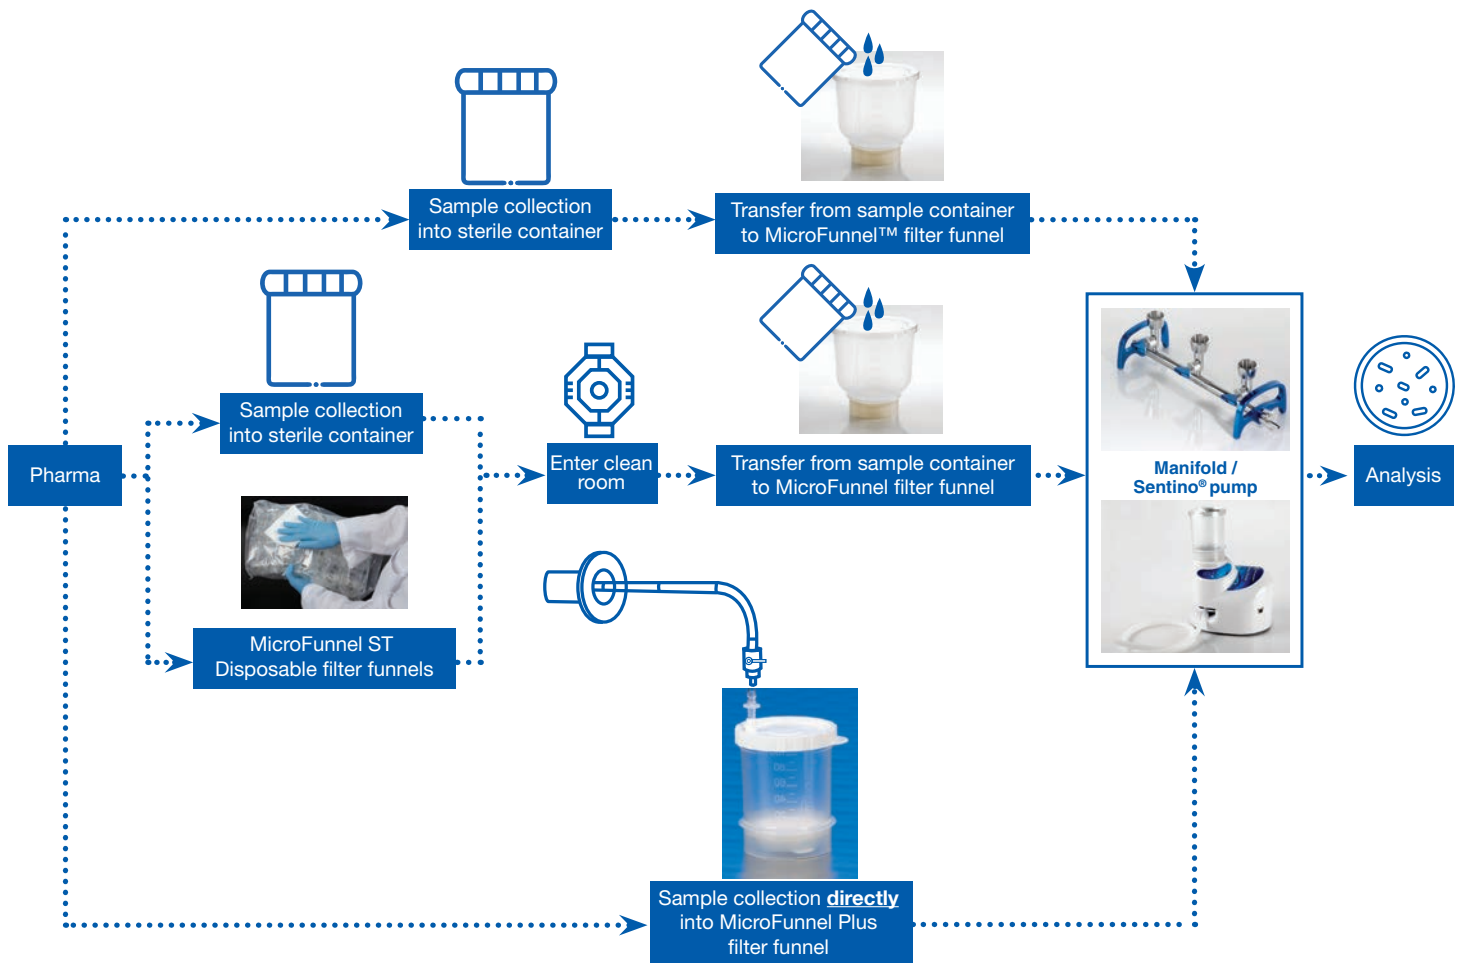 Sample collection
into sterile container
Transfer from sample container
to MicroFunnel™ filter funnel
Sample collection
into sterile container
Pharma
Enter clean
room
Transfer from sample container
to MicroFunnel filter funnel
Manifold /
Sentino® pump
Analysis
MicroFunnel ST
Disposable filter funnels
Sample collection directly
into MicroFunnel Plus
filter funnel